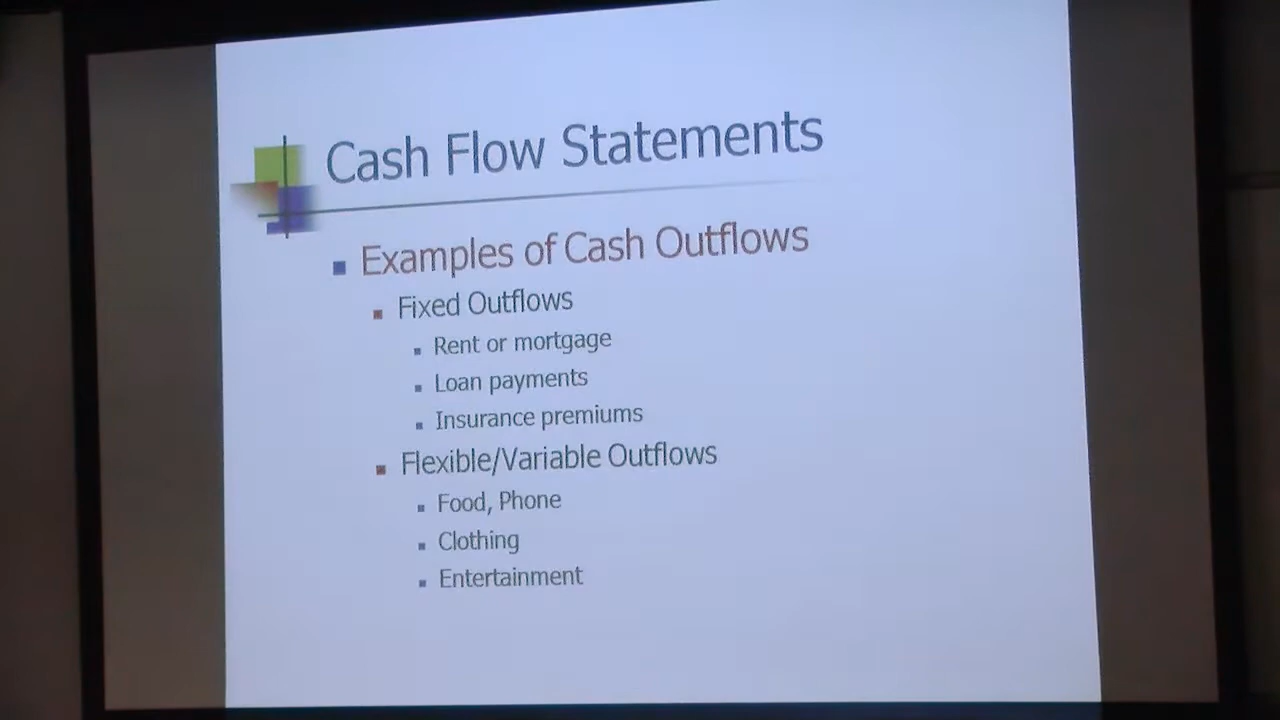 Cash Flow Statements
Examples of Cash Outflows
Fixed Outflows
Rent or mortgage
Loan payments
Insurance premiums
Flexible/Variable Outflows
Food, Phone
Clothing
Entertainment